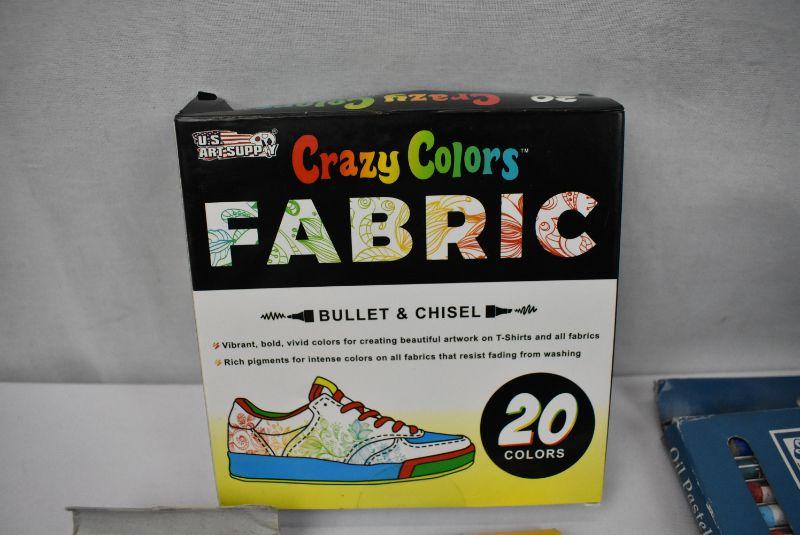 Crazy Colors 20
U.S.
ART SUPPLY®
Crazy Colors™
FABRIC
BULLET & CHISEL
Vibrant, bold, vivid colors for creating beautiful artwork on T-Shirts and all fabrics
Rich pigments for intense colors on all fabrics that resist fading from washing
20
COLORS
Oil Pastel